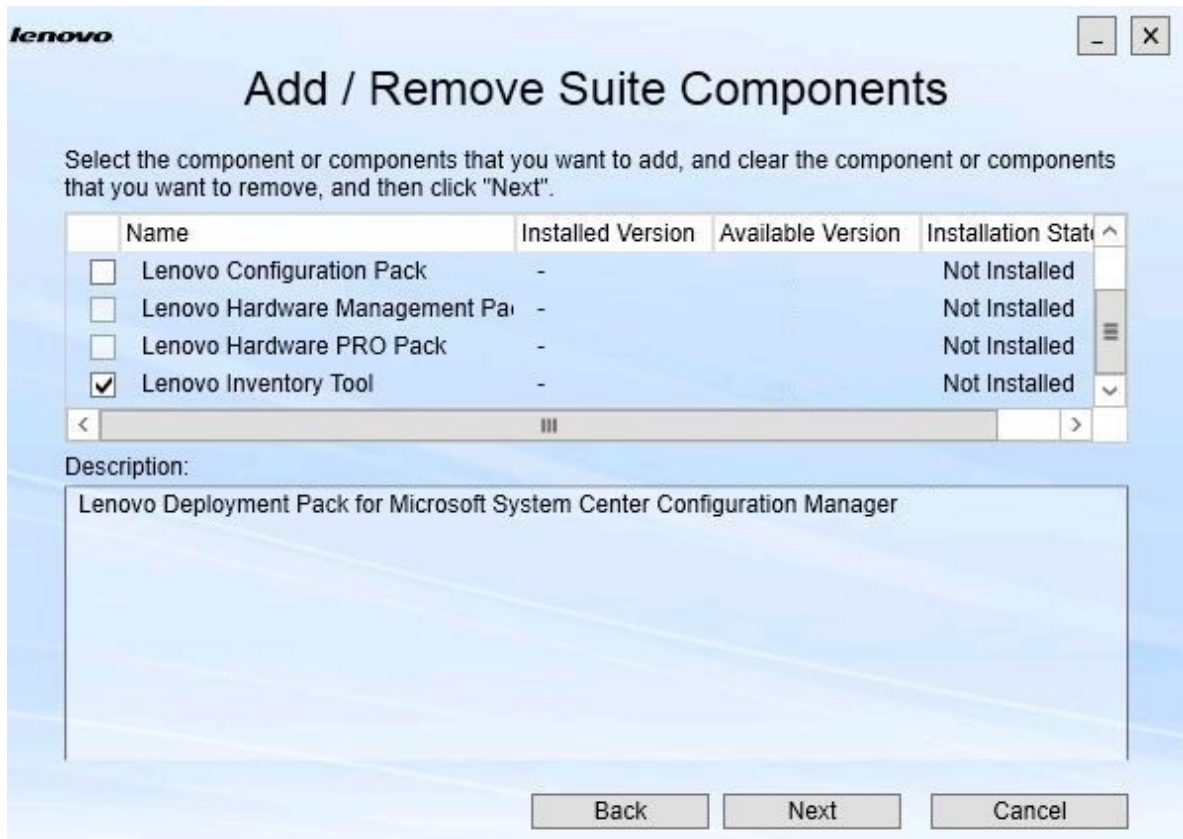 lenovo
Add / Remove Suite Components
Select the component or components that you want to add, and clear the component or components
that you want to remove, and then click "Next".
Name Installed Version Available Version Installation State
Lenovo Configuration Pack - Not Installed
Lenovo Hardware Management Pa - Not Installed
Lenovo Hardware PRO Pack - Not Installed
Lenovo Inventory Tool - Not Installed
Description:
Lenovo Deployment Pack for Microsoft System Center Configuration Manager
Back Next Cancel